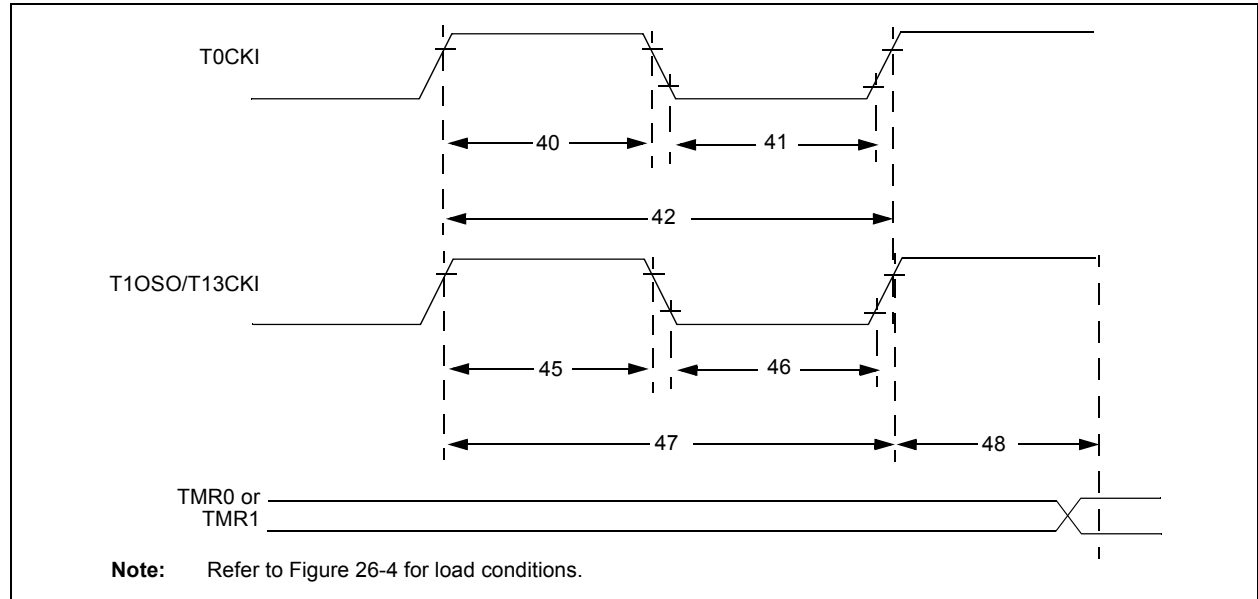 T0CKI
40
41
42
T1OSO/T13CKI
45
46
47
48
TMR0 or
TMR1
Note: Refer to Figure 26-4 for load conditions.